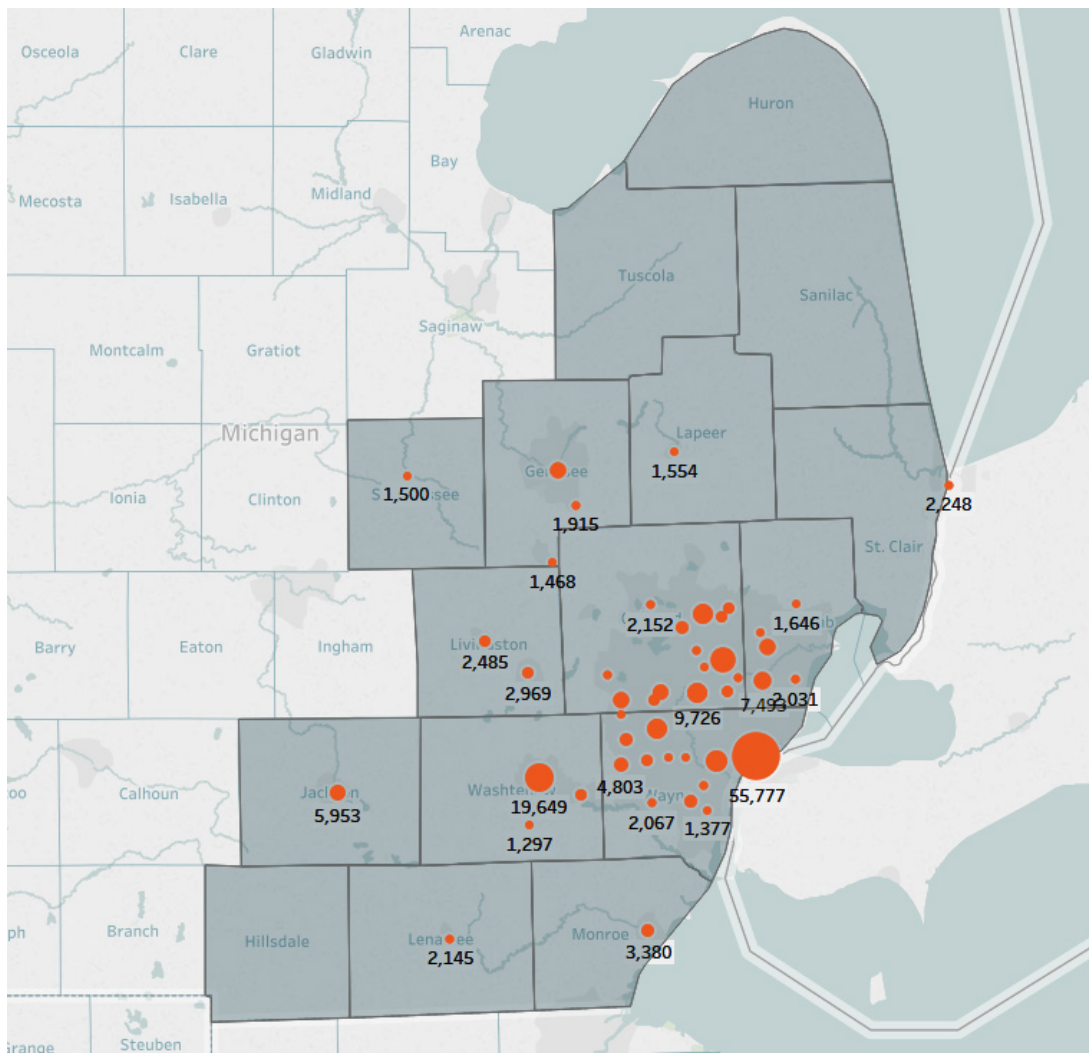 Arenac
Osceola
Clare
Gladwin
Huron
Bay
Mecosta
Isabella
Midland
Tuscola
Sanilac
Saginaw
Montcalm
Gratiot
Michigan
Lapeer
1,554
1,500
2,248
Ionia
Clinton
1,915
St. Clair
1,468
2,152
1,646
Barry
Eaton
Ingham
2,485
2,969
2,031
7,493
9,726
Calhoun
5,953
19,649
4,803
55,777
2,067
1,377
1,297
Branch
Hillsdale
Monroe
2,145
3,380
Steuben